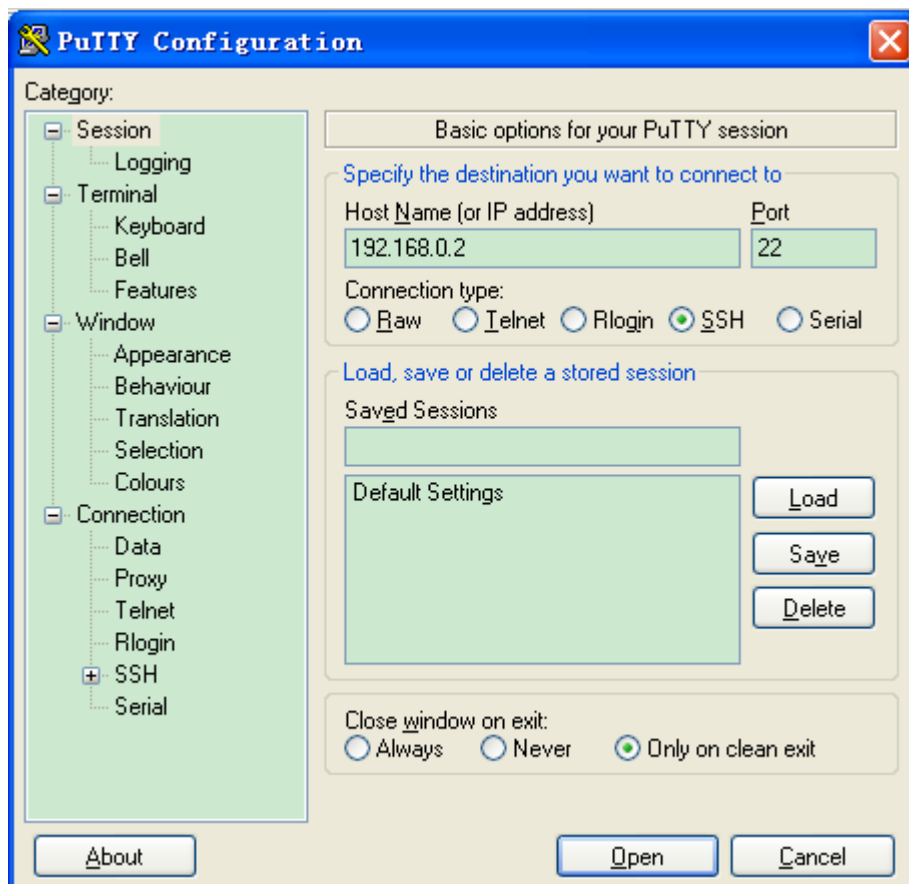 PuTTY Configuration
Category:
Session
Logging
Terminal
Keyboard
Bell
Features
Window
Appearance
Behaviour
Translation
Selection
Colours
Connection
Data
Proxy
Telnet
Rlogin
SSH
Serial
Basic options for your PuTTY session
Specify the destination you want to connect to
Host Name (or IP address) Port
192.168.0.2 22
Connection type:
Raw Telnet Rlogin SSH Serial
Load, save or delete a stored session
Saved Sessions
Default Settings
Load
Save
Delete
Close window on exit:
Always Never Only on clean exit
About Open Cancel